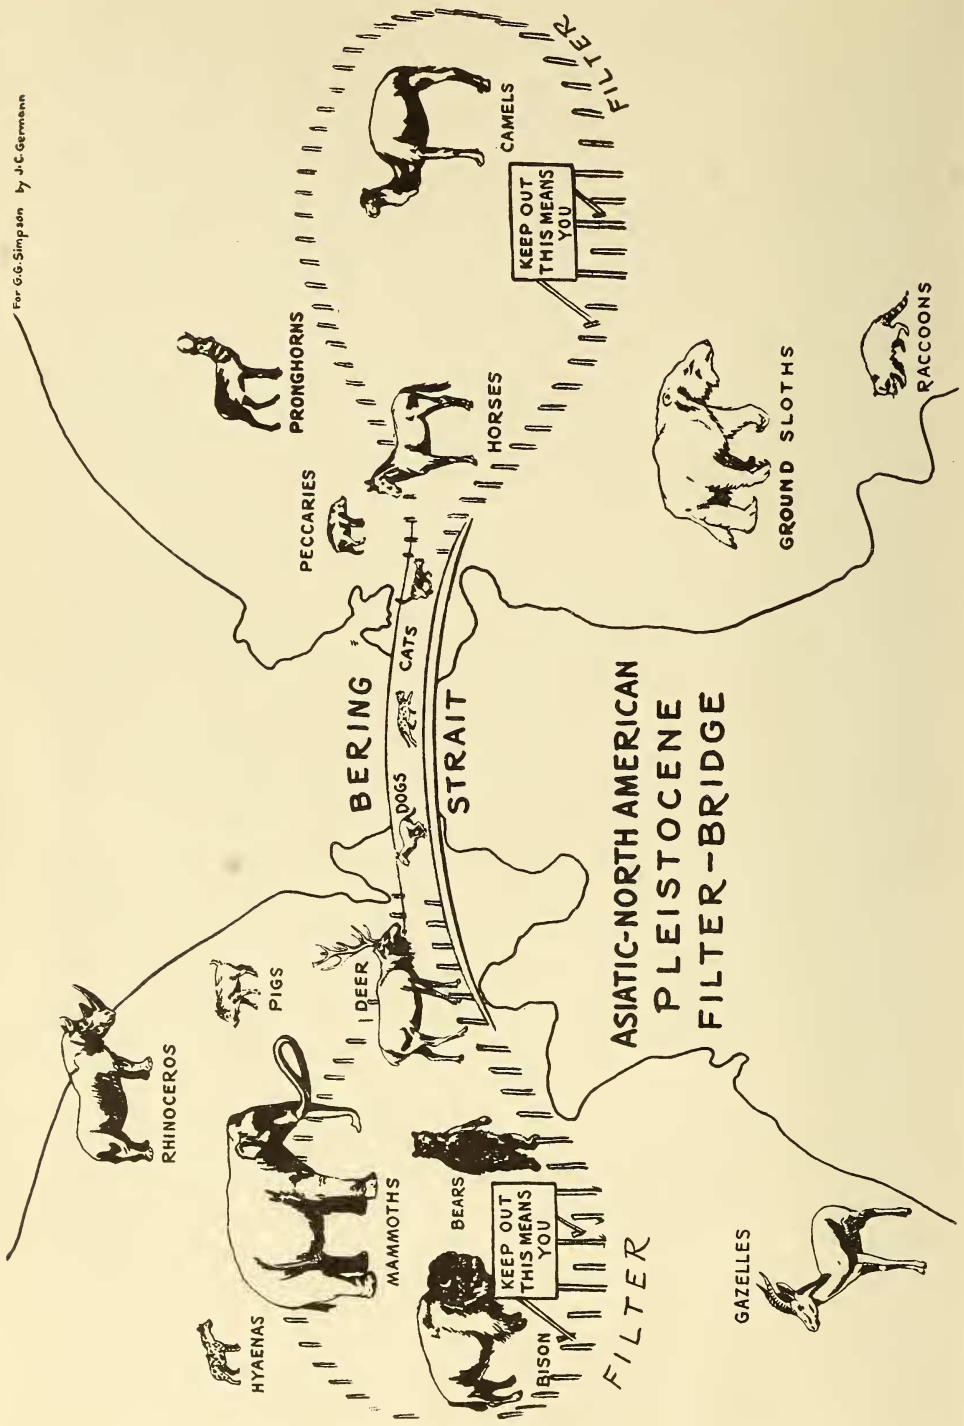 For G.G. Simpson by J.C. Germann
RHINOCEROS
PIGS
HYAENAS
MAMMOTHS
DEER
BEARS
BISON
KEEP OUT
THIS MEANS
YOU
FILTER
GAZELLES
BERING
STRAIT
DOGS
CATS
PECCARIES
PRONGHORNS
HORSES
CAMELS
KEEP OUT
THIS MEANS
YOU
FILTER
GROUND SLOTHS
RACCOONS
ASIATIC-NORTH AMERICAN
PLEISTOCENE
FILTER-BRIDGE